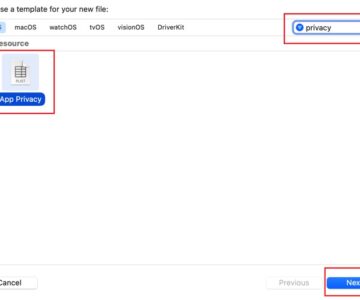 se a template for your new file:
S macOS watchOS tvOS visionOS DriverKit
privacy
esource
PLIST
App Privacy
Cancel
Previous
Nex